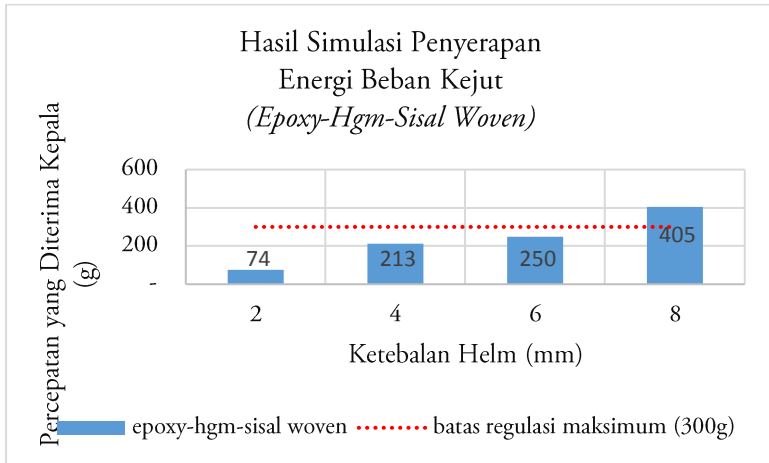 Hasil Simulasi Penyerapan
Energi Beban Kejut
(Epoxy-Hgm-Sisal Woven)
Percepatan yang Diterima Kepala
(g)
600
400
200
-
74
213
250
405
2
4
6
8
Ketebalan Helm (mm)
epoxy-hgm-sisal woven
batas regulasi maksimum (300g)